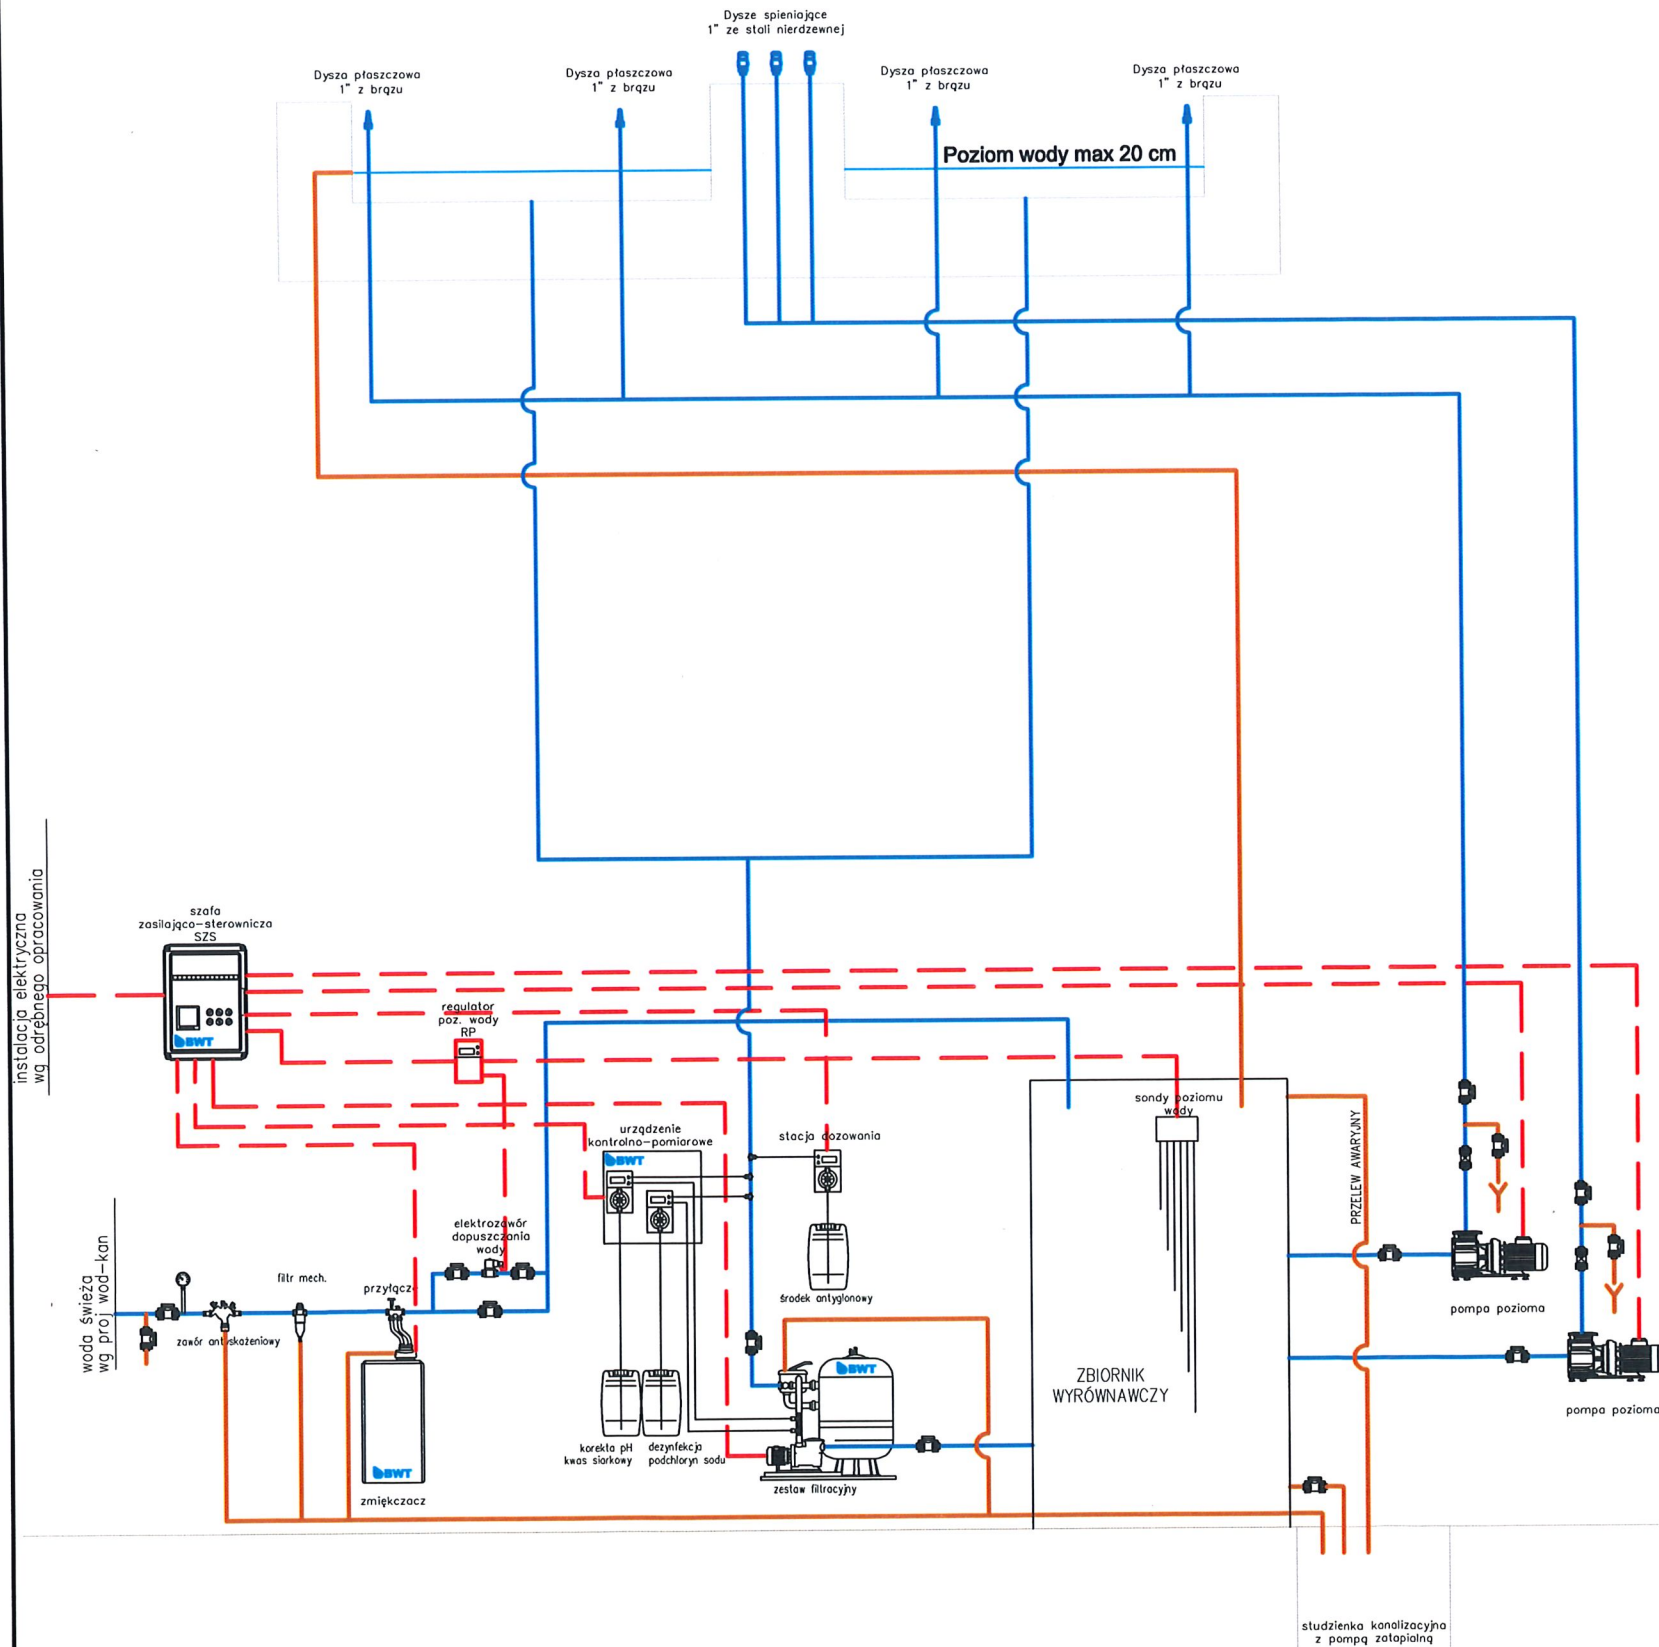 Dysze spieniające
1" ze stali nierdzewnej
Dysza płaszczowa
1" z brązu
Dysza płaszczowa
1" z brązu
Dysza płaszczowa
1" z brązu
Dysza płaszczowa
1" z brązu
Poziom wody max 20 cm
instalacja elektryczna
wg odrębnego opracowania
szafa
zasilająco-sterownicza
SZS
BWT
regulator
poz. wody
RP
sondy poziomu
wody
PRZELEW AWARYJNY
urządzenie
kontrolno-pomiarowe
BWT
stacja dozowania
środek antyglonowy
elektrozawór
dopuszczania
wody
woda świeża
wg proj wod-kan
filtr mech.
przyłącze
zawór antyskażeniowy
BWT
zmiękczacz
korekta pH
kwas siarkowy
dezynfekcja
podchloryn sodu
BWT
zestaw filtracyjny
ZBIORNIK
WYRÓWNAWCZY
pompa pozioma
pompa pozioma
studzienka kanalizacyjna
z pompą zatapialną